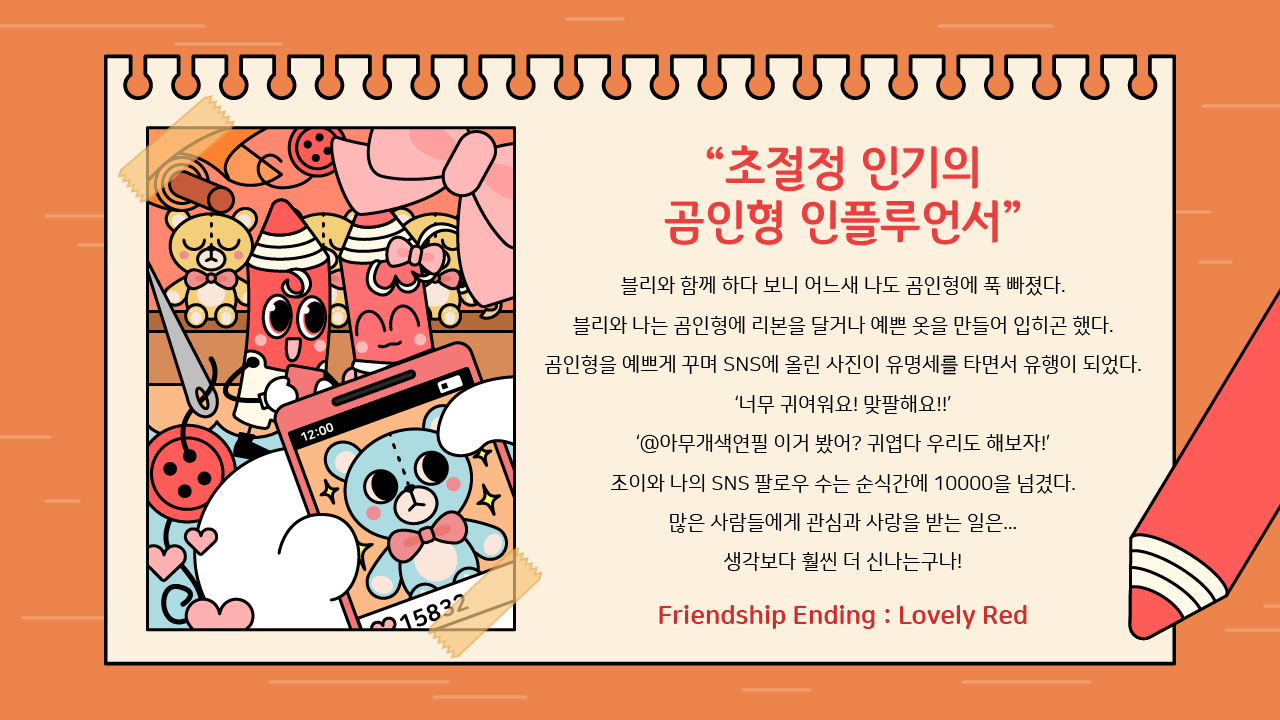 “초절정 인기의
곰인형 인플루언서”
블리와 함께 하다 보니 어느새 나도 곰인형에 푹 빠졌다.
블리와 나는 곰인형에 리본을 달거나 예쁜 옷을 만들어 입히곤 했다.
곰인형을 예쁘게 꾸며 SNS에 올린 사진이 유명세를 타면서 유행이 되었다.
‘너무 귀여워요! 맞팔해요!!’
‘@아무개색연필 이거 봤어? 귀엽다 우리도 해보자!’
조이와 나의 SNS 팔로우 수는 순식간에 10000을 넘겼다.
많은 사람들에게 관심과 사랑을 받는 일은...
생각보다 훨씬 더 신나는구나!
Friendship Ending : Lovely Red
12:00
15832